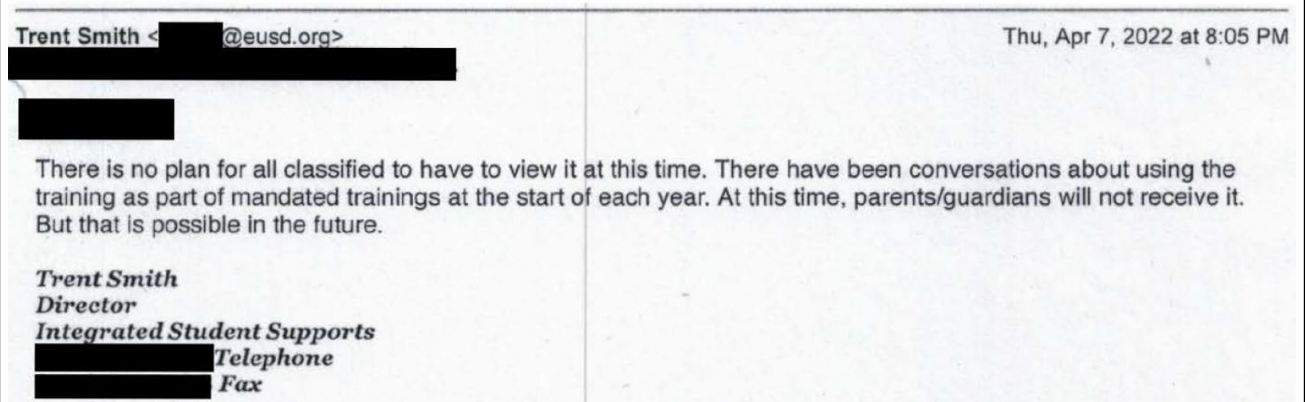 Trent Smith < @eusd.org>
Thu, Apr 7, 2022 at 8:05 PM
There is no plan for all classified to have to view it at this time. There have been conversations about using the
training as part of mandated trainings at the start of each year. At this time, parents/guardians will not receive it.
But that is possible in the future.
Trent Smith
Director
Integrated Student Supports
Telephone
Fax